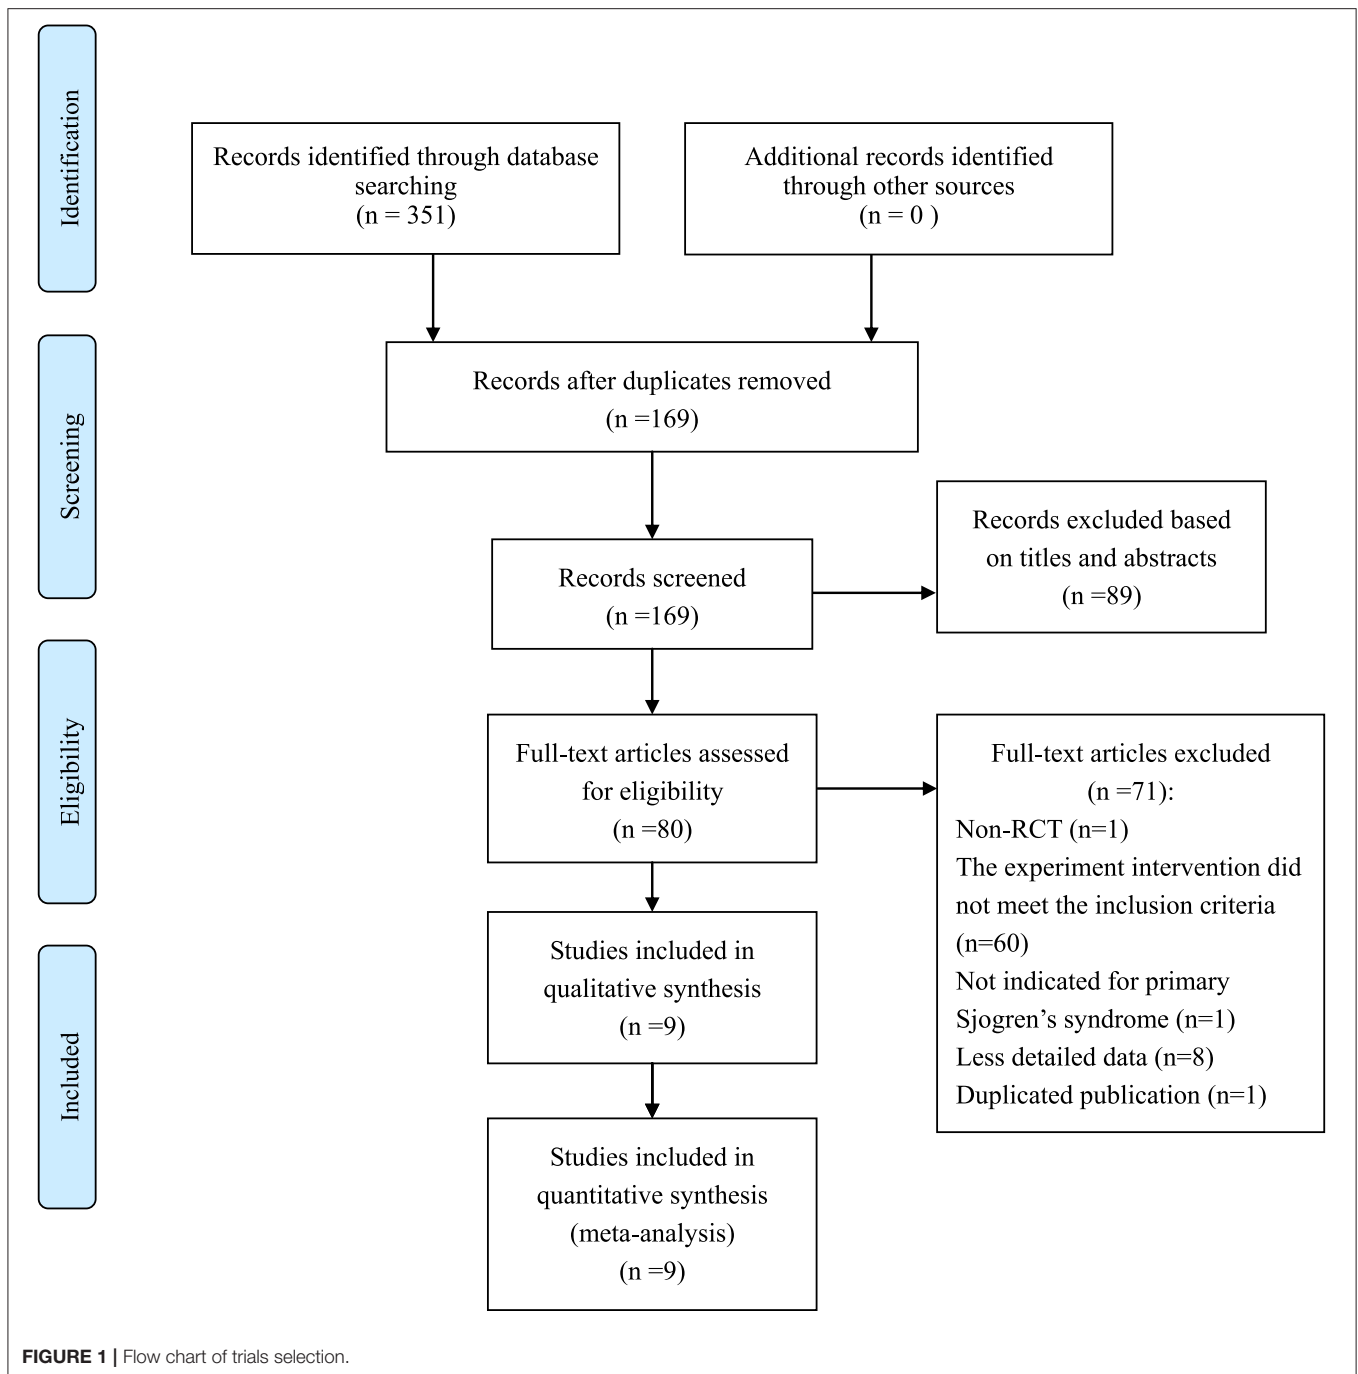 Identification
Records identified through database
searching
(n = 351)
Additional records identified
through other sources
(n = 0 )
Screening
Records after duplicates removed
(n =169)
Records screened
(n =169)
Records excluded based
on titles and abstracts
(n =89)
Eligibility
Full-text articles assessed
for eligibility
(n =80)
Full-text articles excluded
(n =71):
Non-RCT (n=1)
The experiment intervention did
not meet the inclusion criteria
(n=60)
Not indicated for primary
Sjogren’s syndrome (n=1)
Less detailed data (n=8)
Duplicated publication (n=1)
Included
Studies included in
qualitative synthesis
(n =9)
Studies included in
quantitative synthesis
(meta-analysis)
(n =9)
FIGURE 1 | Flow chart of trials selection.